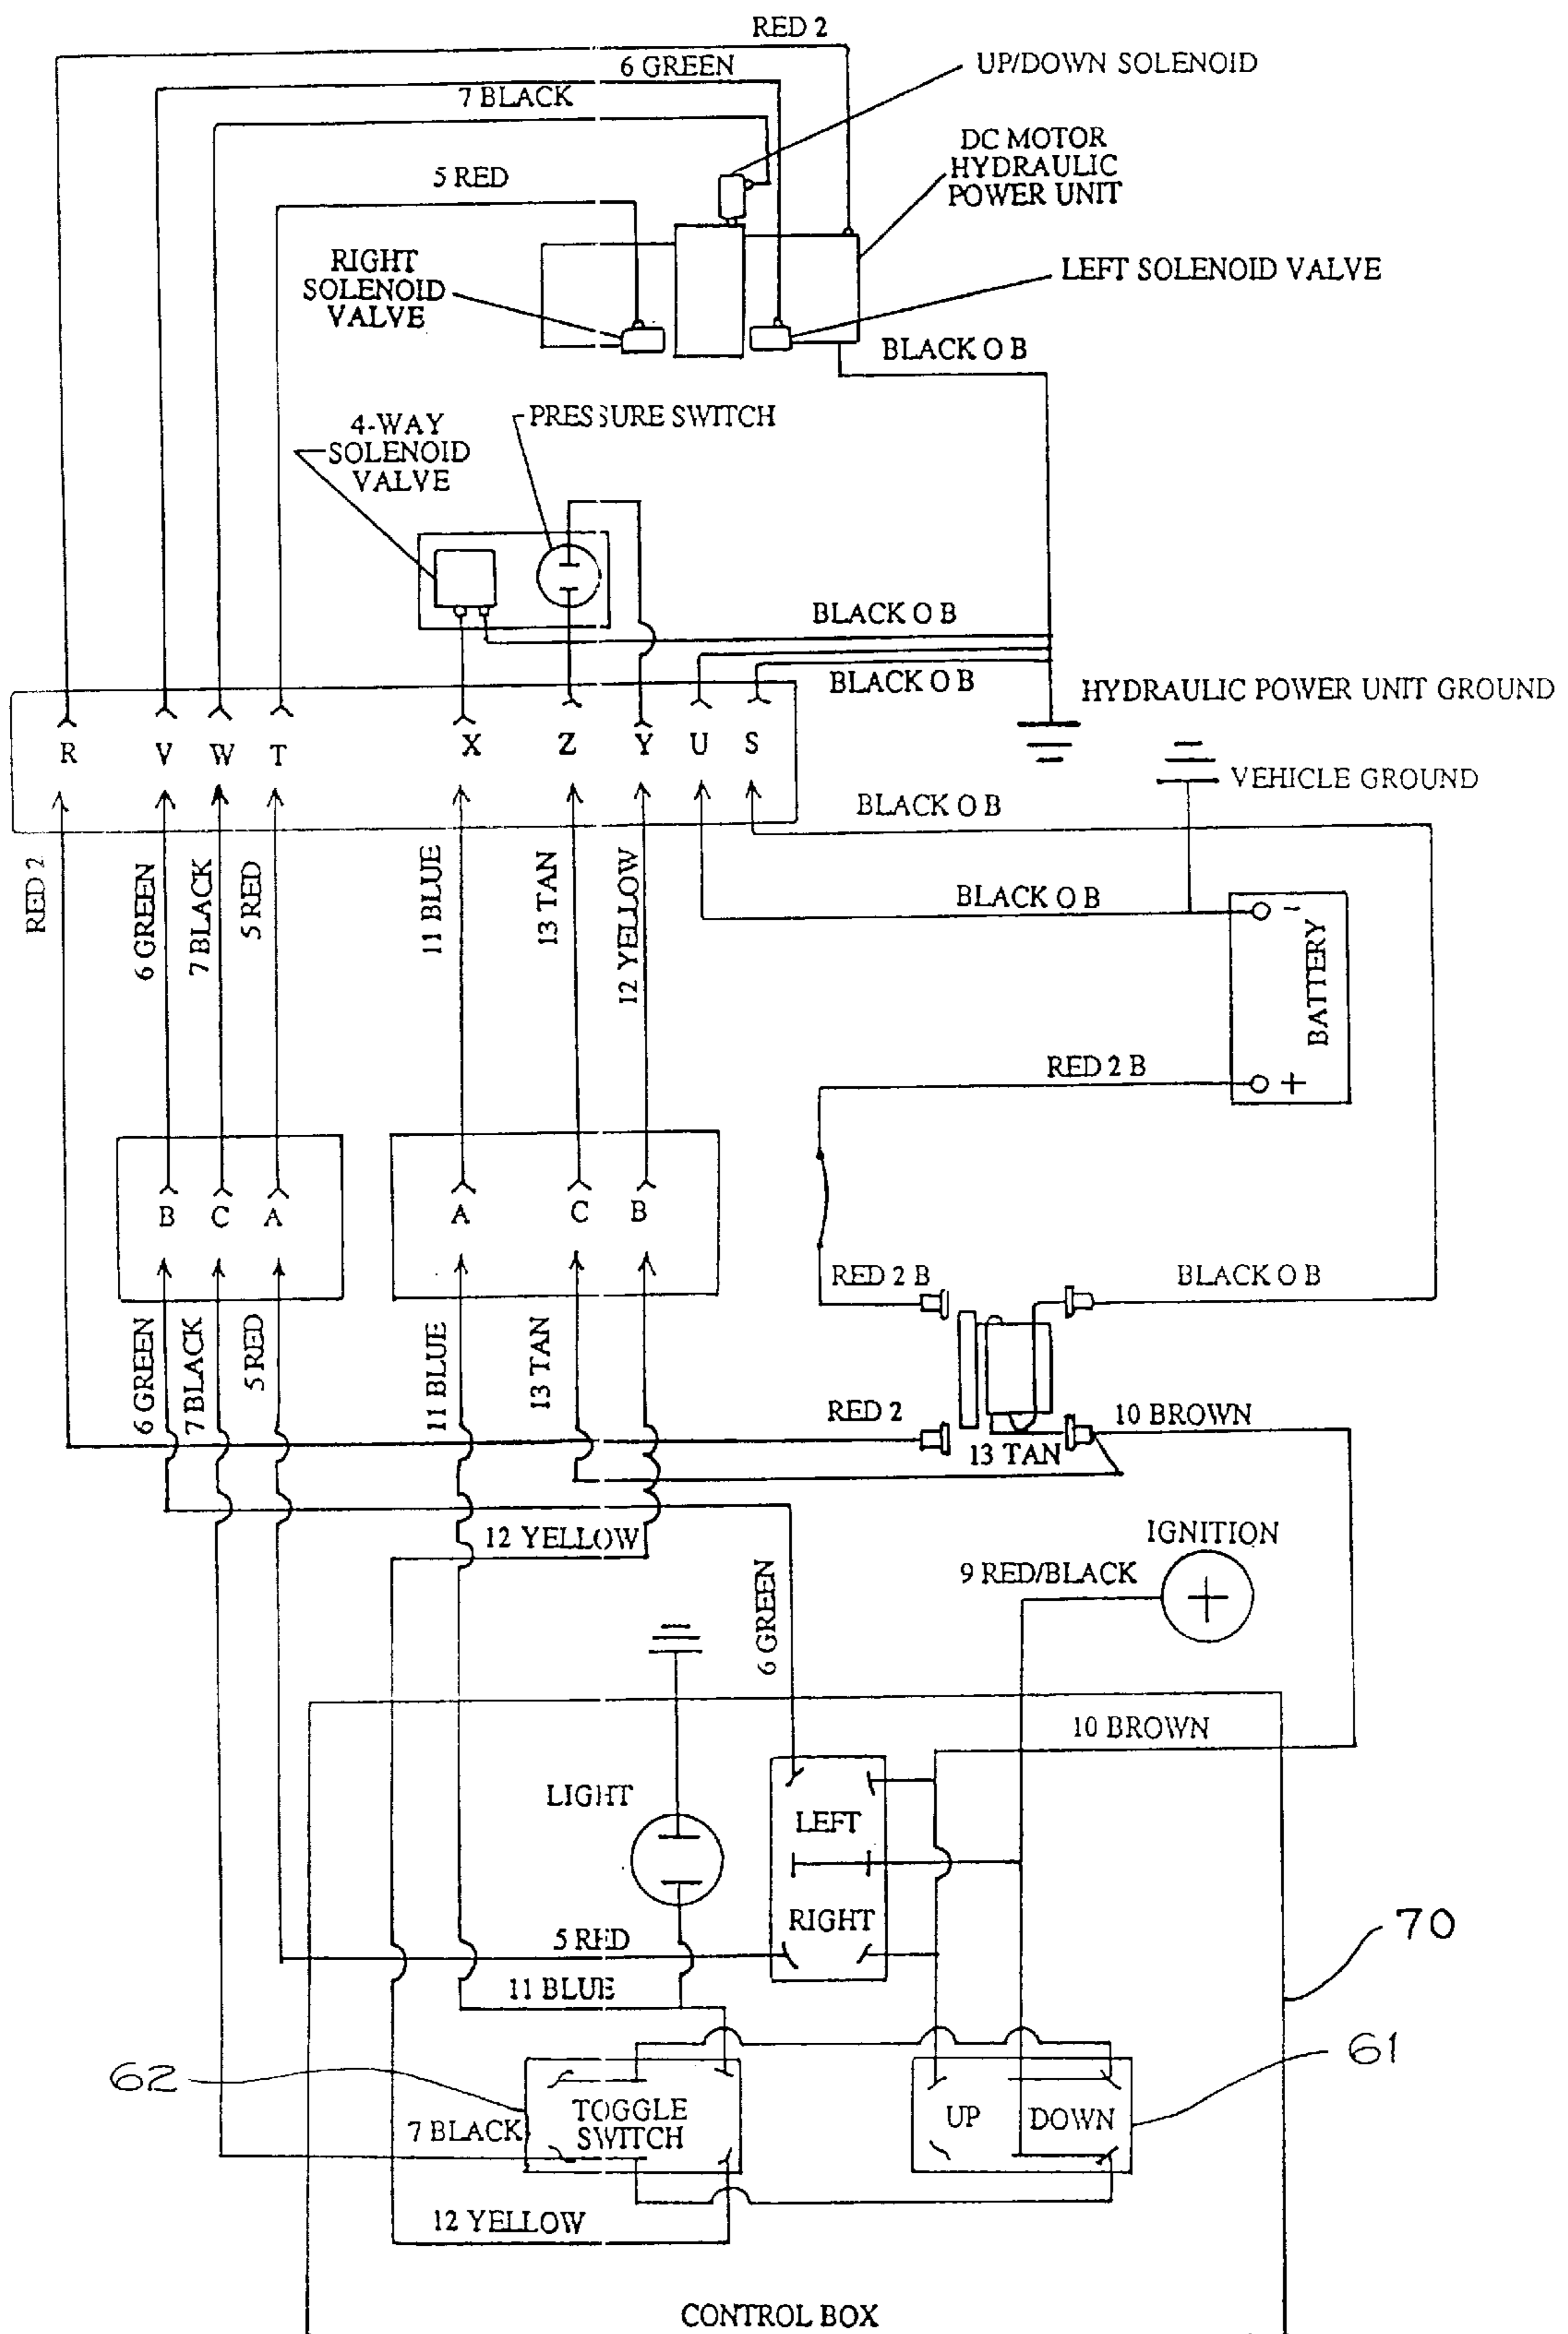 RED 2
6 GREEN
UP/DOWN SOLENOID
7 BLACK
DC MOTOR
HYDRAULIC
POWER UNIT
5 RED
RIGHT
SOLENOID
VALVE
LEFT SOLENOID VALVE
BLACK O B
4-WAY
SOLENOID
VALVE
PRESSURE SWITCH
BLACK O B
BLACK O B
HYDRAULIC POWER UNIT GROUND
R V W T X Z Y U S
VEHICLE GROUND
BLACK O B
RED 2
6 GREEN
7 BLACK
5 RED
11 BLUE
13 TAN
12 YELLOW
BLACK O B
-
BATTERY
+
RED 2 B
B C A
A C B
RED 2 B
BLACK O B
6 GREEN
7 BLACK
5 RED
11 BLUE
13 TAN
RED 2
10 BROWN
13 TAN
12 YELLOW
IGNITION
9 RED/BLACK
6 GREEN
10 BROWN
LIGHT
LEFT
RIGHT
70
5 RED
11 BLUE
62
61
TOGGLE
SWITCH
UP
DOWN
7 BLACK
12 YELLOW
CONTROL BOX